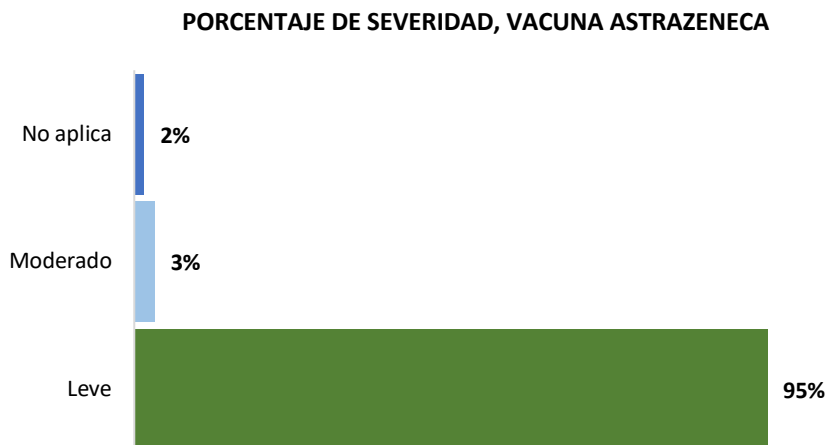 PORCENTAJE DE SEVERIDAD, VACUNA ASTRAZENECA
No aplica
2%
Moderado
3%
Leve
95%